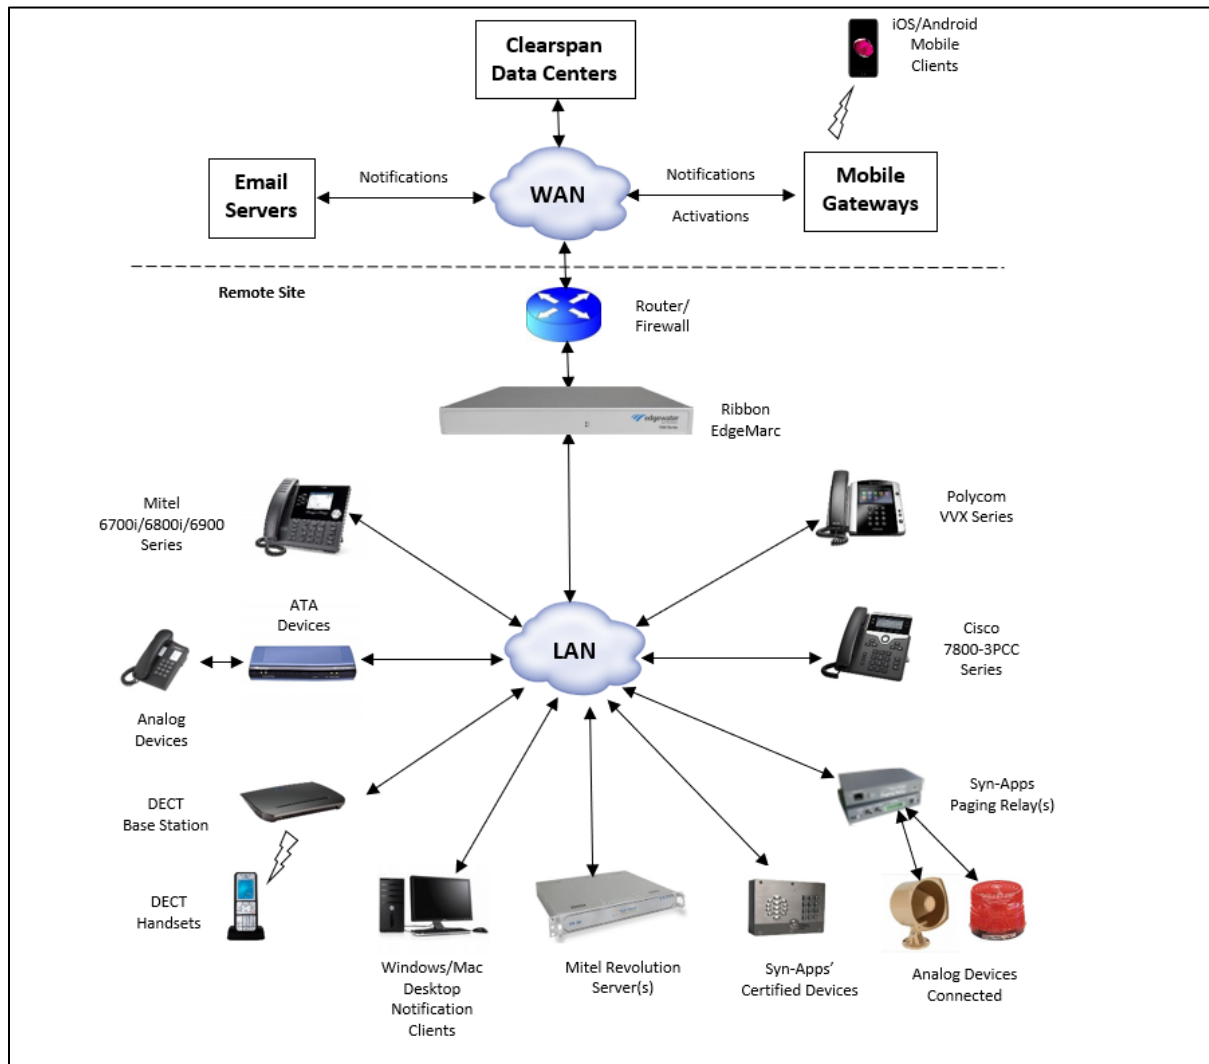 Clearspan
Data Centers
iOS/Android
Mobile
Clients
Email
Servers
Notifications
WAN
Notifications
Activations
Mobile
Gateways
Remote Site
Router/
Firewall
edgewater
Ribbon
EdgeMarc
Mitel
6700i/6800i/6900
Series
Polycom
VVX Series
ATA
Devices
LAN
Cisco
7800-3PCC
Series
Analog
Devices
DECT
Base Station
Syn-Apps
Paging Relay(s)
DECT
Handsets
Windows/Mac
Desktop
Notification
Clients
Mitel Revolution
Server(s)
Syn-Apps’
Certified Devices
Analog Devices
Connected